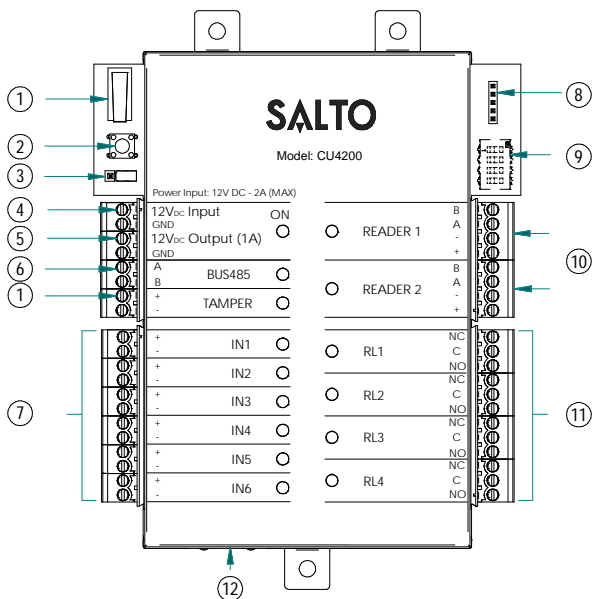 SALTO
Model: CU4200
Power Input: 12V DC - 2A (MAX)
12VDC Input
GND
12VDC Output (1A)
GND
ON
A
B
BUS485
+
-
TAMPER
+
-
IN1
+
-
IN2
+
-
IN3
+
-
IN4
+
-
IN5
+
-
IN6
READER 1
B
A
-
+
READER 2
B
A
-
+
RL1
NC
C
NO
RL2
NC
C
NO
RL3
NC
C
NO
RL4
NC
C
NO
1
2
3
4
5
6
1
7
8
9
10
11
12